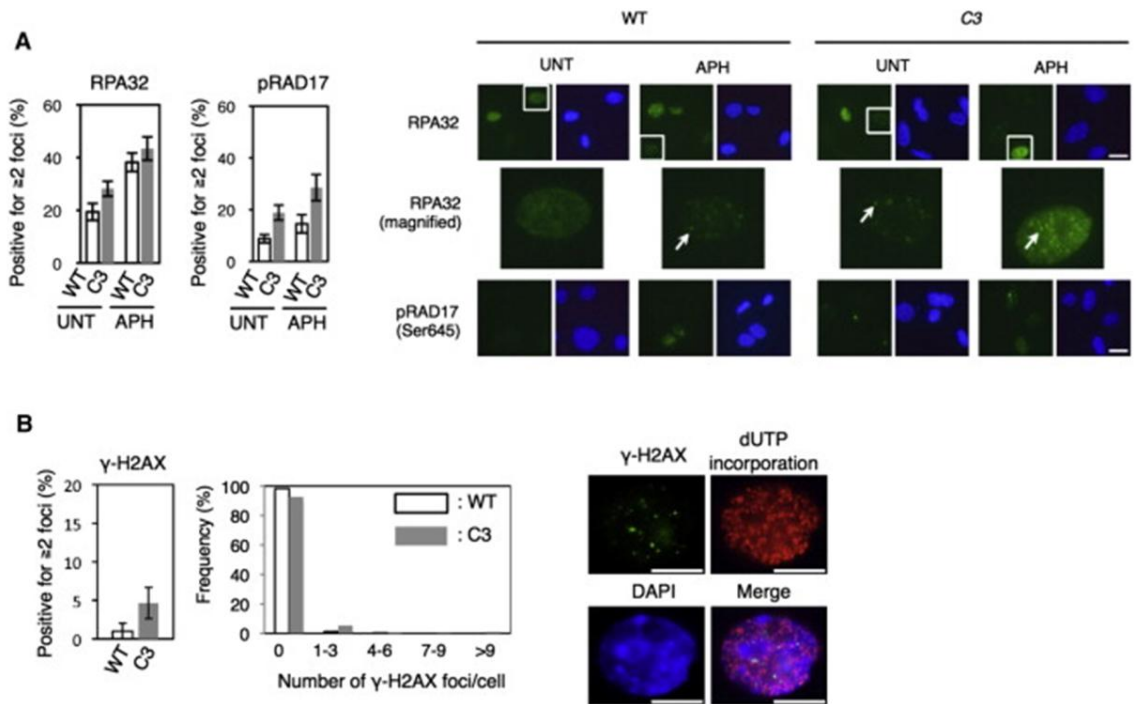 A
RPA32
Positive for ≥2 foci (%)
60
40
20
0
WT
C3
WT
C3
UNT
APH
pRAD17
Positive for ≥2 foci (%)
60
40
20
0
WT
C3
WT
C3
UNT
APH
WT
C3
UNT
APH
UNT
APH
RPA32
RPA32
(magnified)
pRAD17
(Ser645)
B
γ-H2AX
Positive for ≥2 foci (%)
20
15
10
5
0
WT
C3
Frequency (%)
100
80
60
40
20
0
: WT
: C3
0 1-3 4-6 7-9 >9
Number of γ-H2AX foci/cell
γ-H2AX
dUTP
incorporation
DAPI
Merge